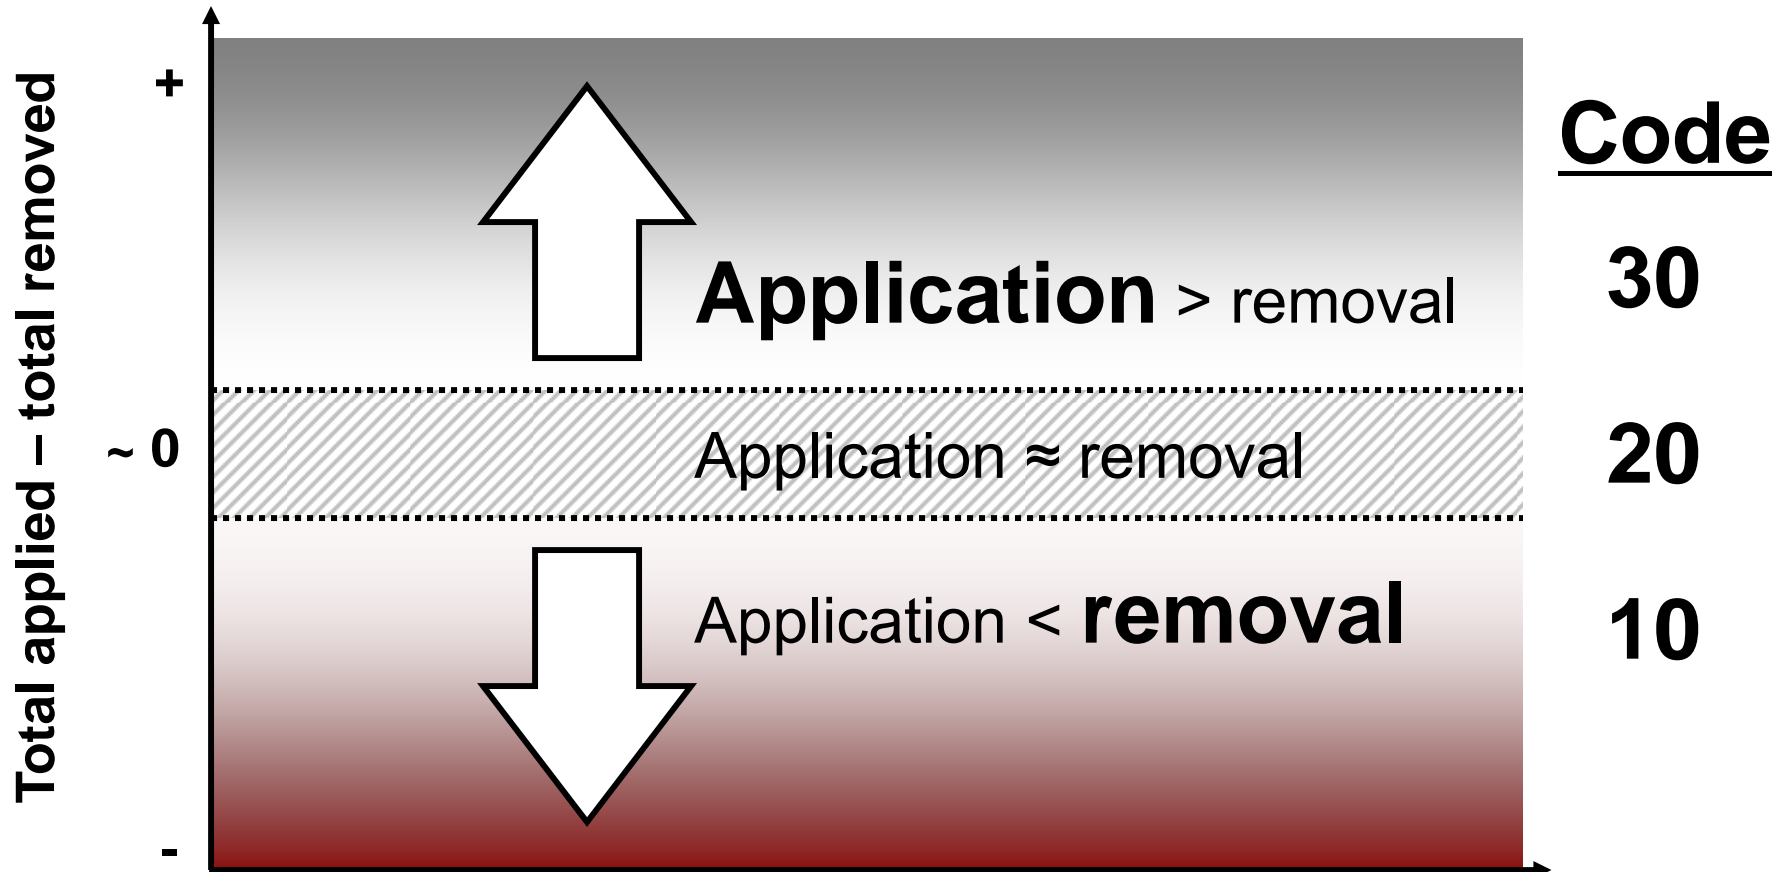 Total applied – total removed
+
~ 0
-
Application > removal
Application ≈ removal
Application < removal
Code
30
20
10